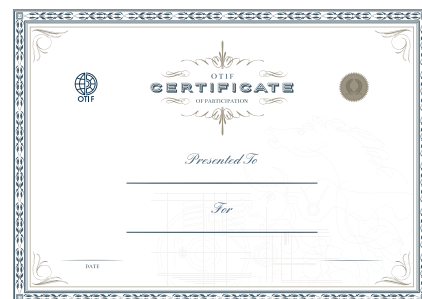 OTIF
CERTIFICATE
OF PARTICIPATION
OTIF
Presented To
For
DATE